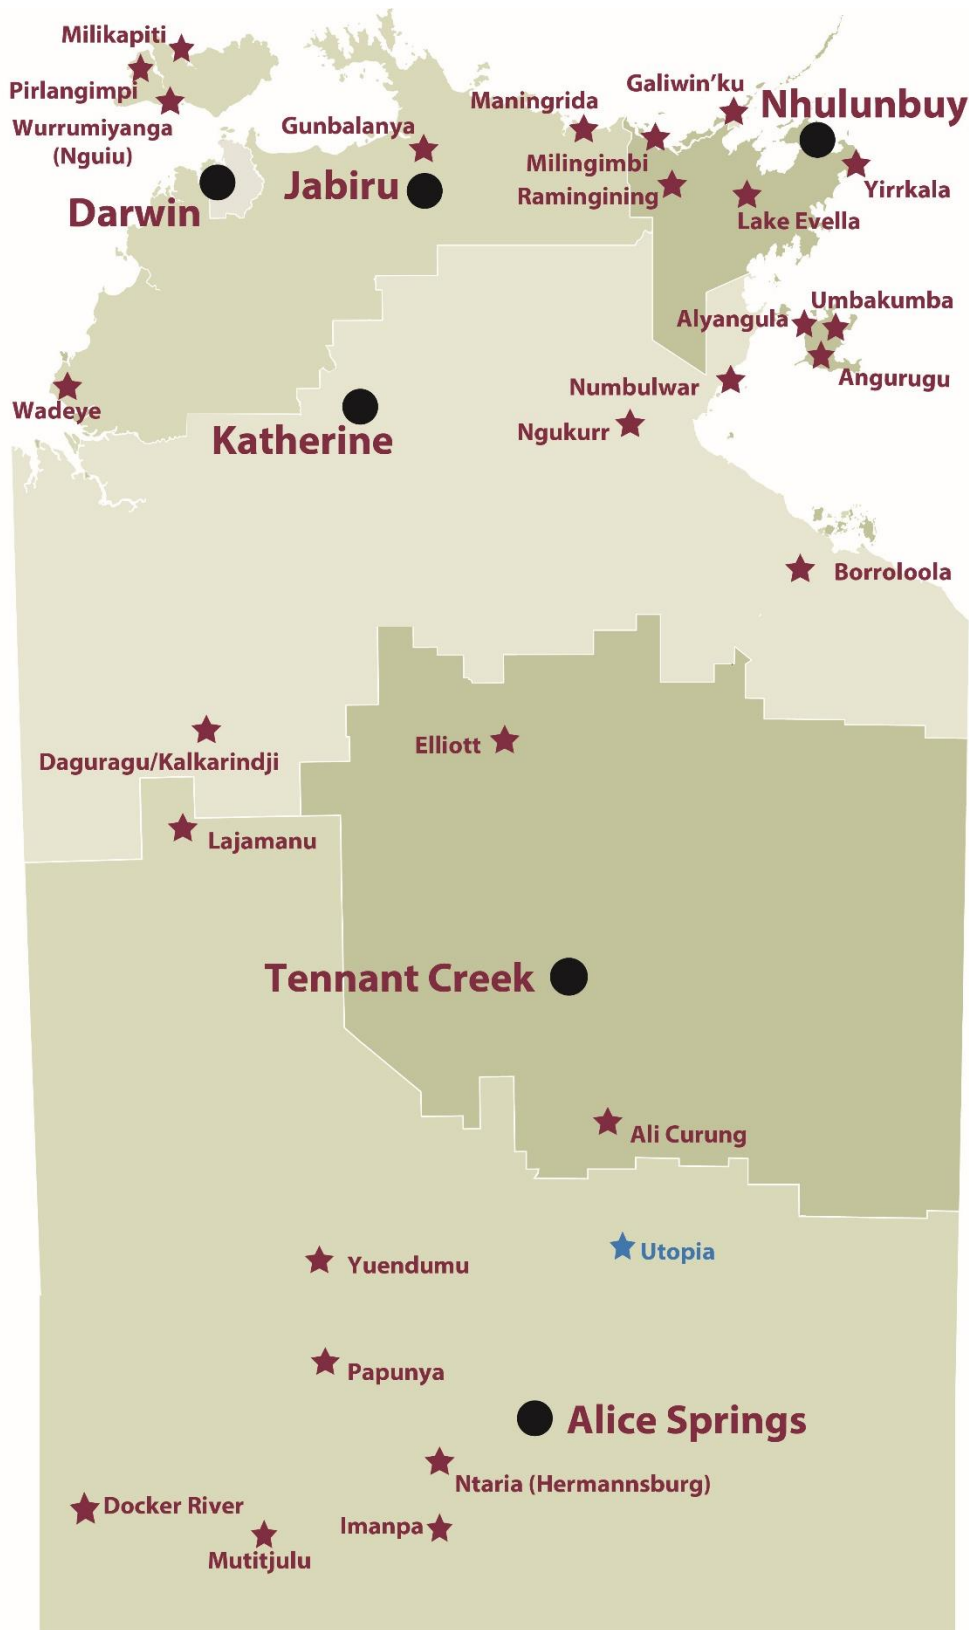 Milikapiti
Pirlangimpi
Wurrumiyanga
(Nguiu)
Darwin
Gunbalanya
Jabiru
Maningrida
Galiwin’ku
Nhulunbuy
Milingimbi
Ramingining
Yirrkala
Lake Evella
Umbakumba
Alyangula
Angurugu
Numbulwar
Wadeye
Katherine
Ngukurr
Borroloola
Elliott
Daguragu/Kalkarindji
Lajamanu
Tennant Creek
Ali Curung
Utopia
Yuendumu
Papunya
Alice Springs
Ntaria (Hermannsburg)
Docker River
Imanpa
Mutitjulu